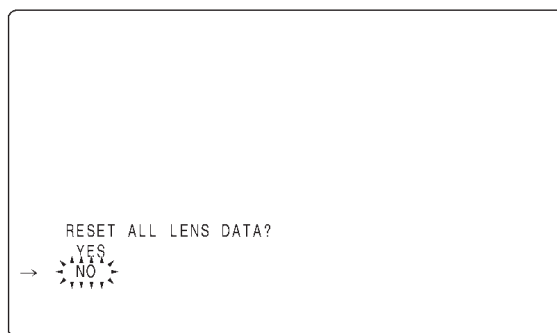 RESET ALL LENS DATA?
YES
→ NO